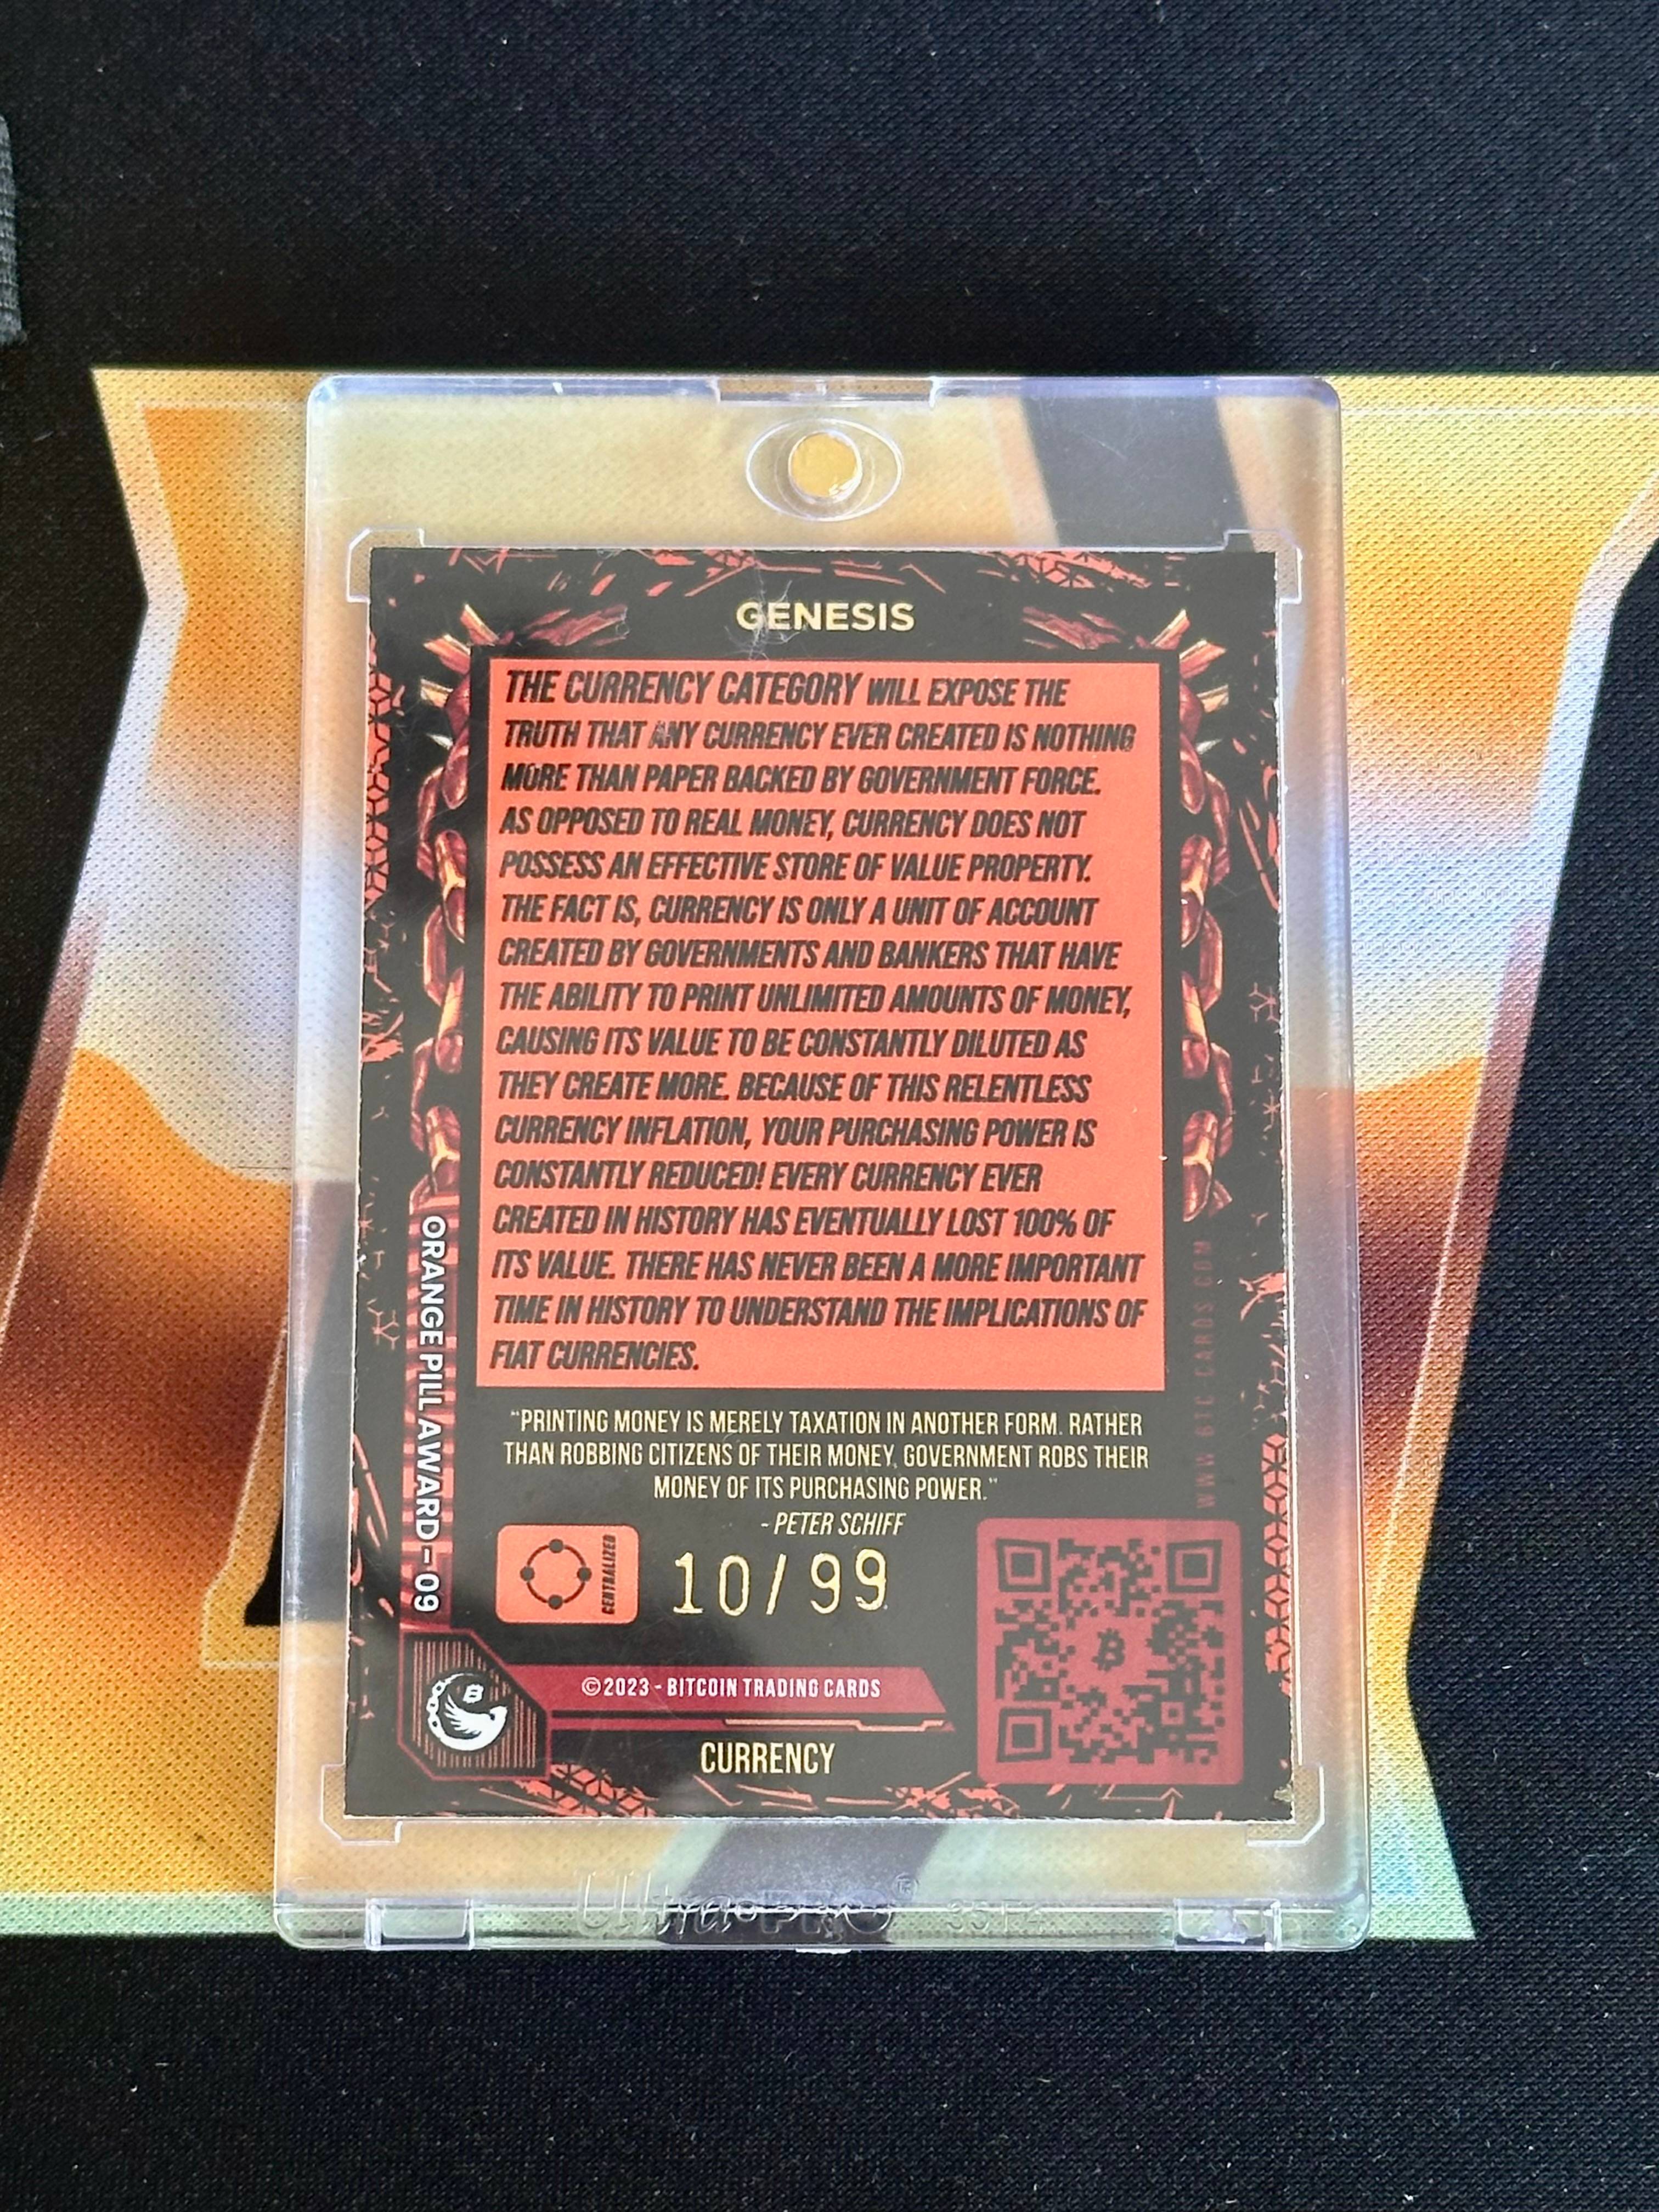 GENESIS
THE CURRENCY CATEGORY WILL EXPOSE THE
TRUTH THAT ANY CURRENCY EVER CREATED IS NOTHING
MORE THAN PAPER BACKED BY GOVERNMENT FORCE.
AS OPPOSED TO REAL MONEY, CURRENCY DOES NOT
POSSESS AN EFFECTIVE STORE OF VALUE PROPERTY.
THE FACT IS, CURRENCY IS ONLY A UNIT OF ACCOUNT
CREATED BY GOVERNMENTS AND BANKERS THAT HAVE
THE ABILITY TO PRINT UNLIMITED AMOUNTS OF MONEY,
CAUSING ITS VALUE TO BE CONSTANTLY DILUTED AS
THEY CREATE MORE. BECAUSE OF THIS RELENTLESS
CURRENCY INFLATION, YOUR PURCHASING POWER IS
CONSTANTLY REDUCED! EVERY CURRENCY EVER
CREATED IN HISTORY HAS EVENTUALLY LOST 100% OF
ITS VALUE. THERE HAS NEVER BEEN A MORE IMPORTANT
TIME IN HISTORY TO UNDERSTAND THE IMPLICATIONS OF
FIAT CURRENCIES.
"PRINTING MONEY IS MERELY TAXATION IN ANOTHER FORM. RATHER
THAN ROBBING CITIZENS OF THEIR MONEY, GOVERNMENT ROBS THEIR
MONEY OF ITS PURCHASING POWER."
- PETER SCHIFF
ORANGE PILL AWARD - 09
WWW.BTC-CARDS.COM
CENTRALIZED
10/99
©2023 - BITCOIN TRADING CARDS
CURRENCY
Ultra PRO®